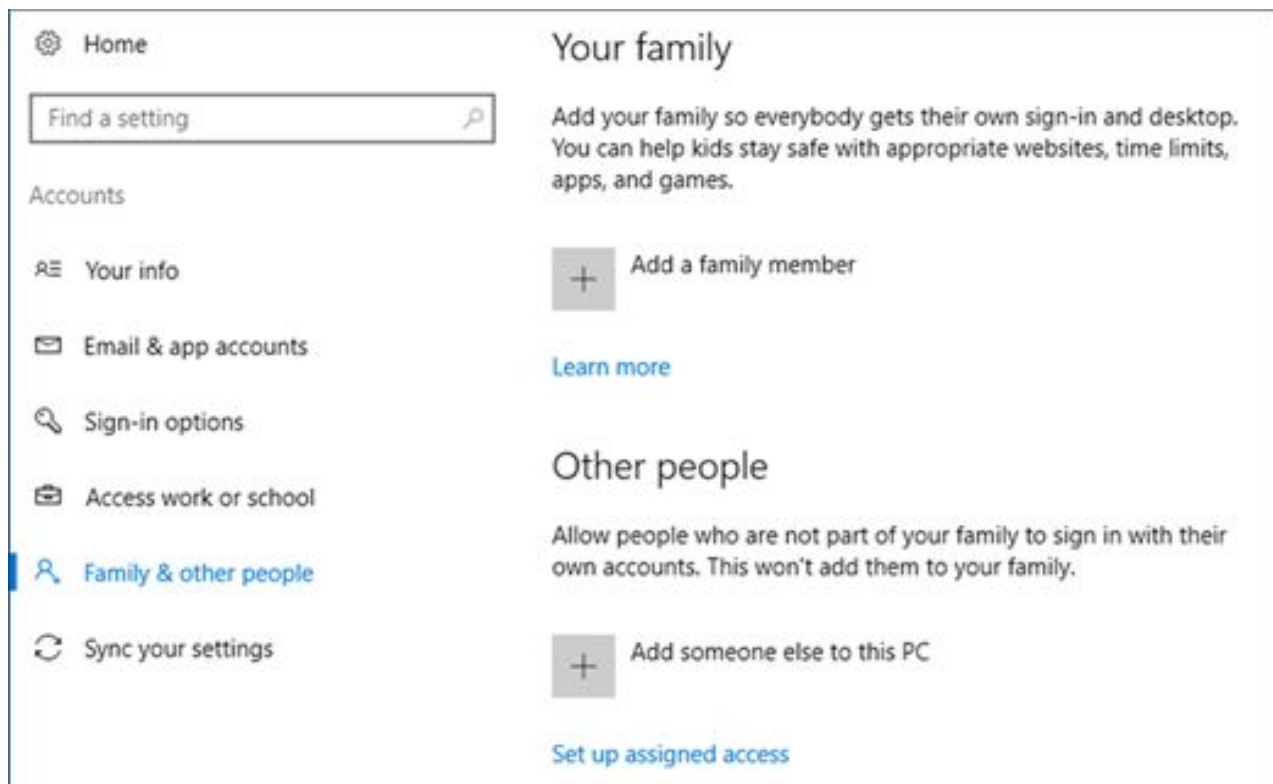 Home
Find a setting
Accounts
Your info
Email & app accounts
Sign-in options
Access work or school
Family & other people
Sync your settings
Your family
Add your family so everybody gets their own sign-in and desktop.
You can help kids stay safe with appropriate websites, time limits,
apps, and games.
Add a family member
Learn more
Other people
Allow people who are not part of your family to sign in with their
own accounts. This won't add them to your family.
Add someone else to this PC
Set up assigned access